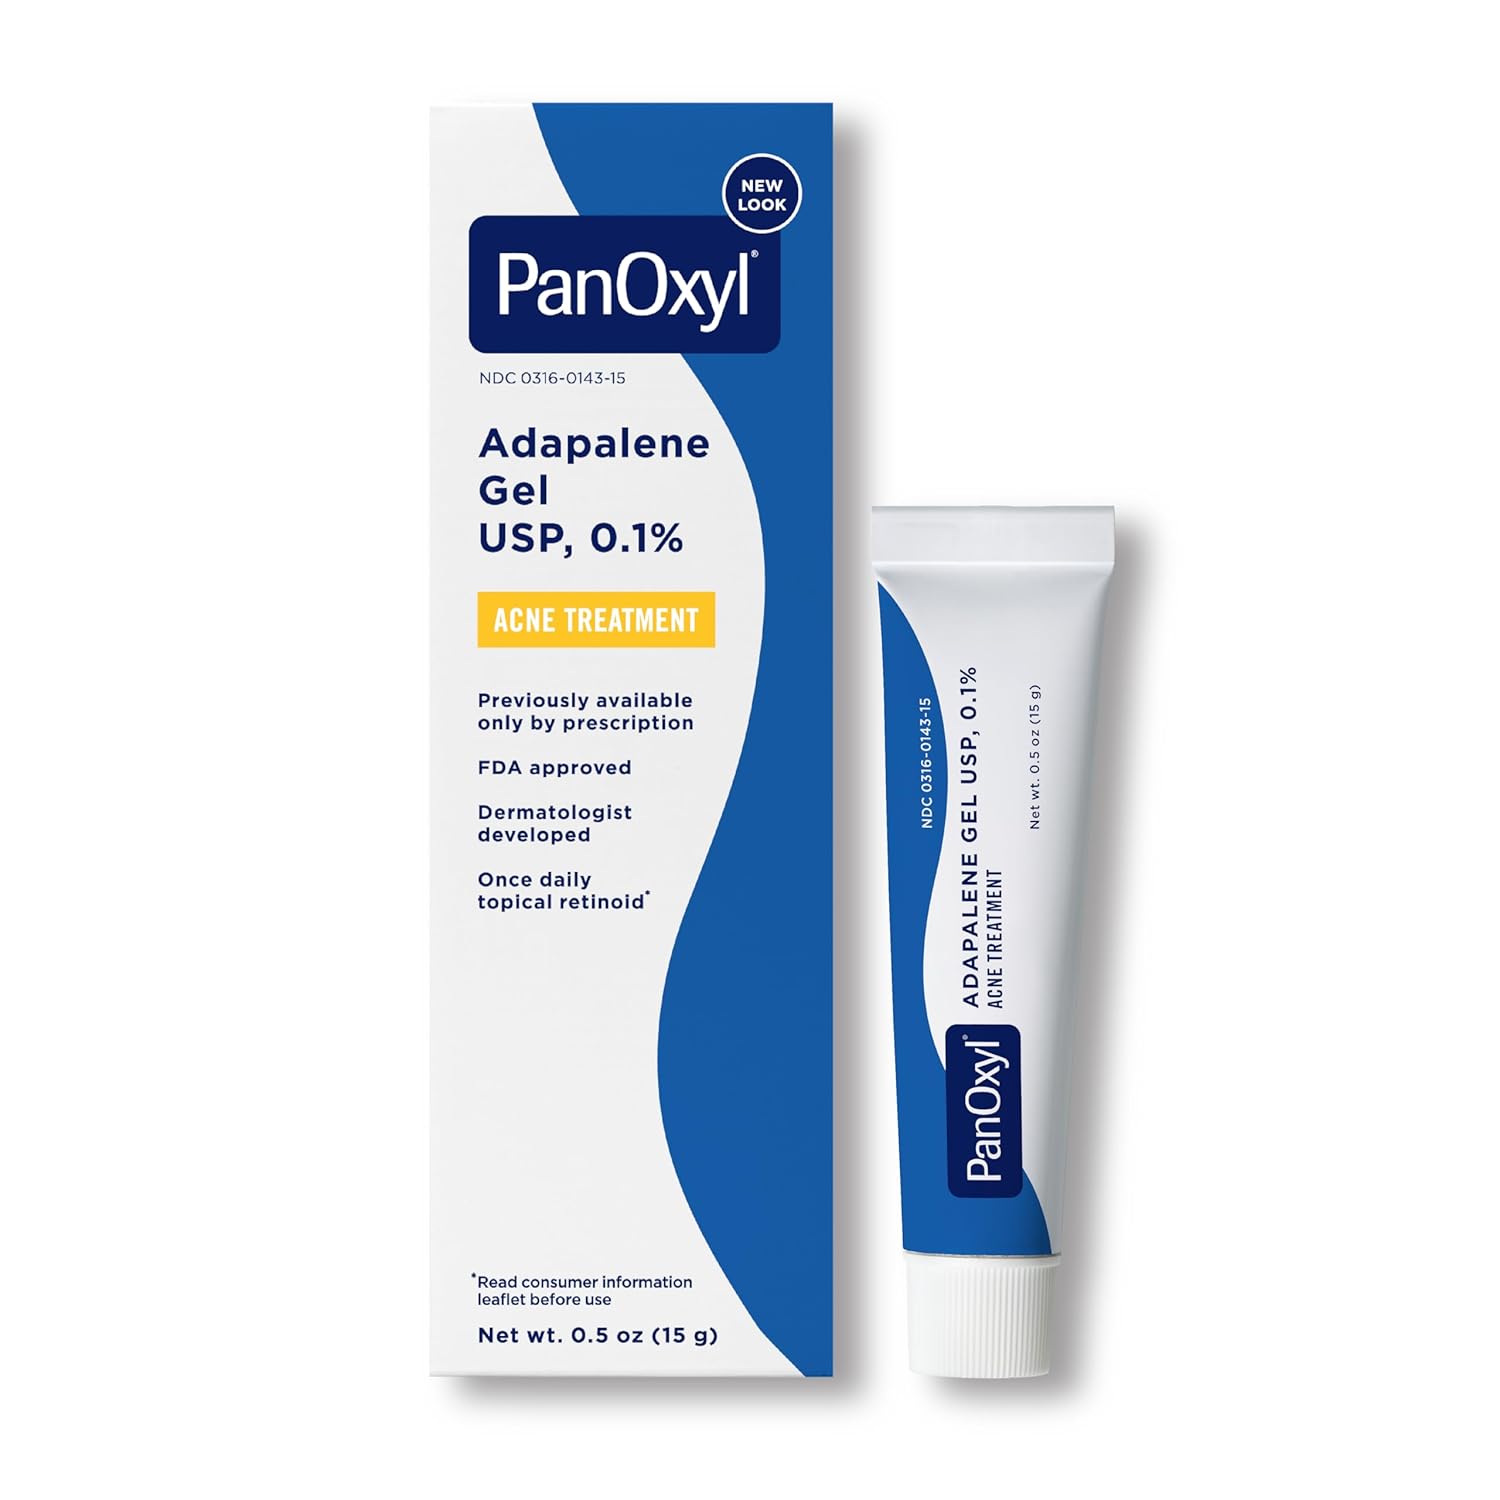 NEW
LOOK
PanOxyl®
NDC 0316-0143-15
Adapalene
Gel
USP, 0.1%
ACNE TREATMENT
Previously available
only by prescription
FDA approved
Dermatologist
developed
Once daily
topical retinoid*
*Read consumer information
leaflet before use
Net wt. 0.5 oz (15 g)
NDC 0316-0143-15
PanOxyl®
ADAPALENE GEL USP, 0.1%
ACNE TREATMENT
Net wt. 0.5 oz (15 g)